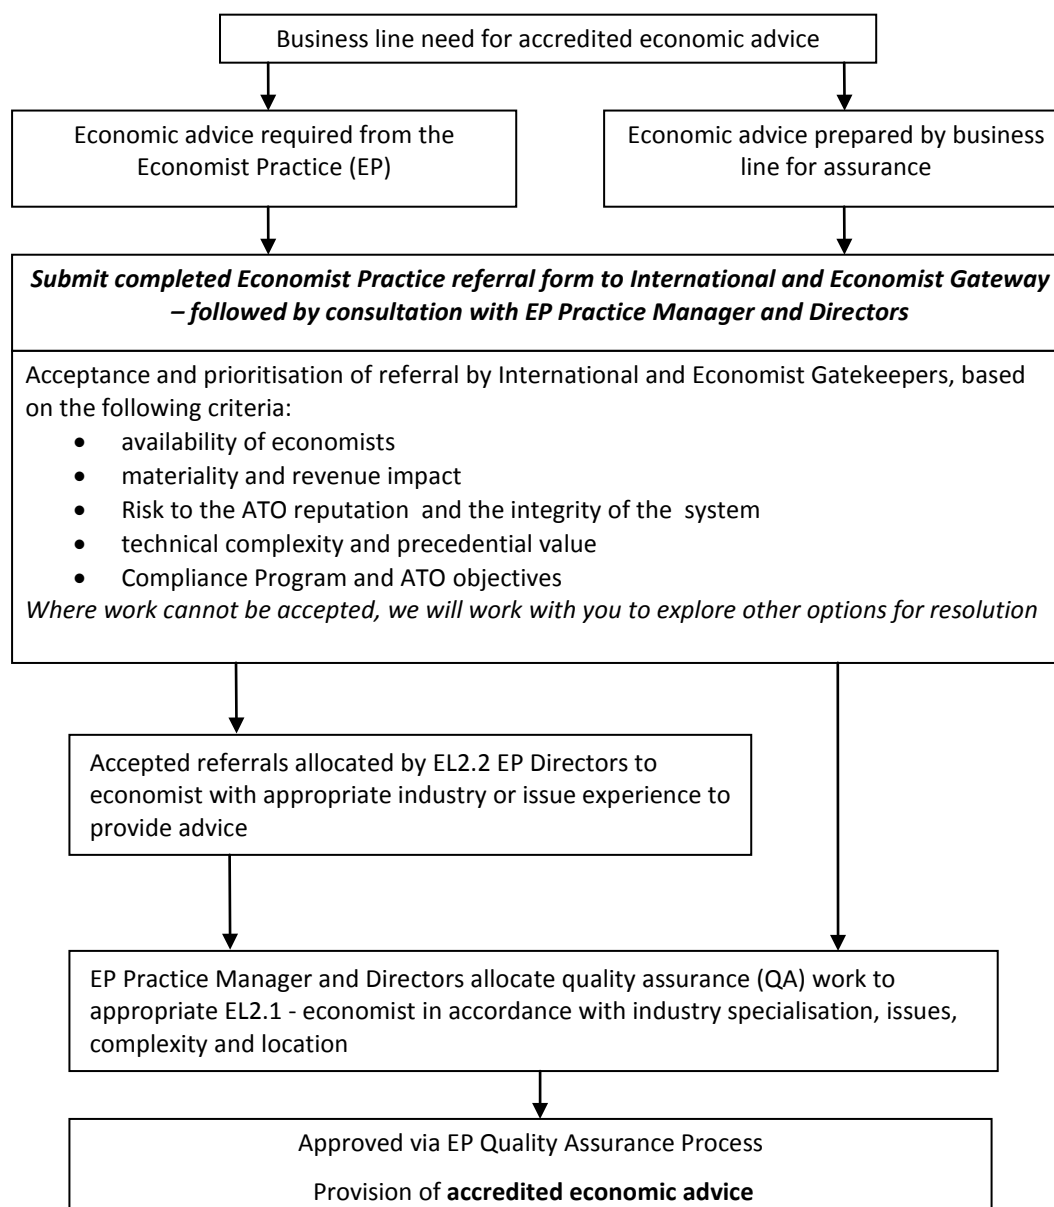 Business line need for accredited economic advice
Economic advice required from the
Economist Practice (EP)
Economic advice prepared by business
line for assurance
Submit completed Economist Practice referral form to International and Economist Gateway
– followed by consultation with EP Practice Manager and Directors
Acceptance and prioritisation of referral by International and Economist Gatekeepers, based
on the following criteria:
• availability of economists
• materiality and revenue impact
• Risk to the ATO reputation and the integrity of the system
• technical complexity and precedential value
• Compliance Program and ATO objectives
Where work cannot be accepted, we will work with you to explore other options for resolution
Accepted referrals allocated by EL2.2 EP Directors to
economist with appropriate industry or issue experience to
provide advice
EP Practice Manager and Directors allocate quality assurance (QA) work to
appropriate EL2.1 - economist in accordance with industry specialisation, issues,
complexity and location
Approved via EP Quality Assurance Process
Provision of accredited economic advice